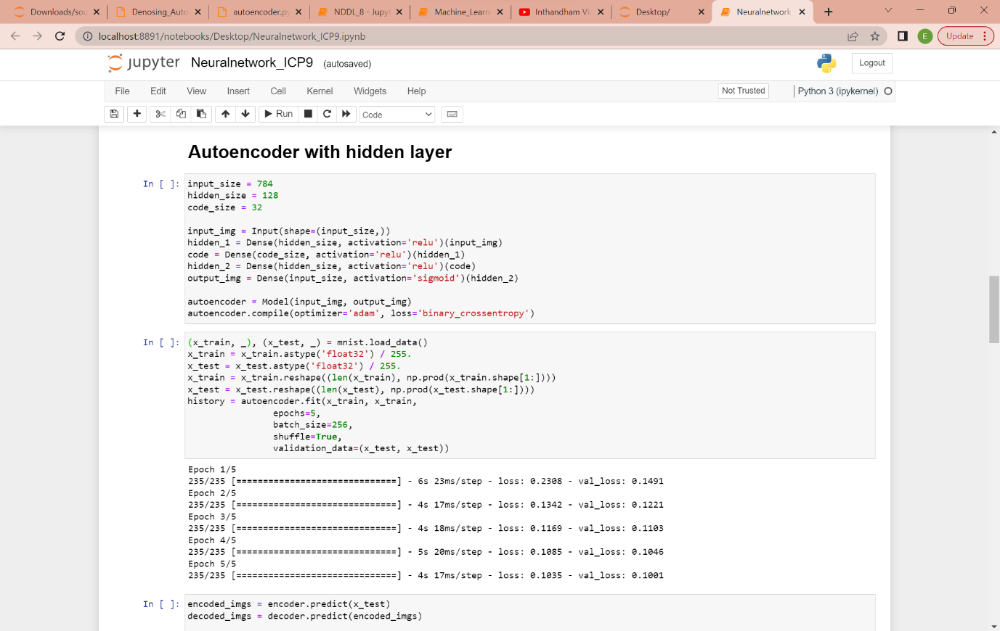 Downloads/sou
Denosing_Auto
autoencoder.p
NDDL_8 - Jupyt
Machine_Learn
Inthandham Vi
Desktop/
Neuralnetwork
localhost:8891/notebooks/Desktop/Neuralnetwork_ICP9.ipynb
E
Update
jupyter Neuralnetwork_ICP9 (autosaved)
Logout
File Edit View Insert Cell Kernel Widgets Help
Not Trusted
Python 3 (ipykernel)
Run
Code
Autoencoder with hidden layer
In [ ]:
input_size = 784
hidden_size = 128
code_size = 32
input_img = Input(shape=(input_size,))
hidden_1 = Dense(hidden_size, activation='relu')(input_img)
code = Dense(code_size, activation='relu')(hidden_1)
hidden_2 = Dense(hidden_size, activation='relu')(code)
output_img = Dense(input_size, activation='sigmoid')(hidden_2)
autoencoder = Model(input_img, output_img)
autoencoder.compile(optimizer='adam', loss='binary_crossentropy')
In [ ]:
(x_train, _), (x_test, _) = mnist.load_data()
x_train = x_train.astype('float32') / 255.
x_test = x_test.astype('float32') / 255.
x_train = x_train.reshape((len(x_train), np.prod(x_train.shape[1:])))
x_test = x_test.reshape((len(x_test), np.prod(x_test.shape[1:])))
history = autoencoder.fit(x_train, x_train,
epochs=5,
batch_size=256,
shuffle=True,
validation_data=(x_test, x_test))
Epoch 1/5
235/235 [==============================] - 6s 23ms/step - loss: 0.2308 - val_loss: 0.1491
Epoch 2/5
235/235 [==============================] - 4s 17ms/step - loss: 0.1342 - val_loss: 0.1221
Epoch 3/5
235/235 [==============================] - 4s 18ms/step - loss: 0.1169 - val_loss: 0.1103
Epoch 4/5
235/235 [==============================] - 5s 20ms/step - loss: 0.1085 - val_loss: 0.1046
Epoch 5/5
235/235 [==============================] - 4s 17ms/step - loss: 0.1035 - val_loss: 0.1001
In [ ]:
encoded_imgs = encoder.predict(x_test)
decoded_imgs = decoder.predict(encoded_imgs)